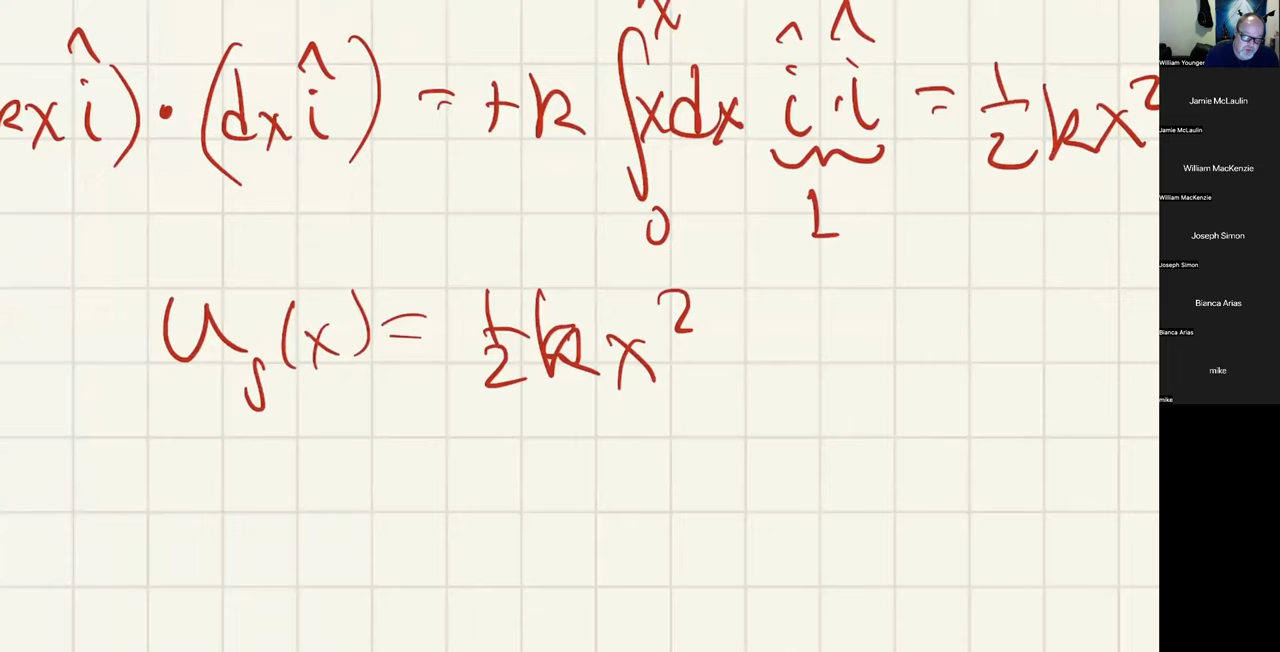 kx î) • (dx î) = +k ∫₀ˣ x dx î î = ½kx²
1
Uₛ(x) = ½kx²
William Younger
Jamie McLaulin
Jamie McLaulin
William MacKenzie
William MacKenzie
Joseph Simon
Joseph Simon
Bianca Arias
Bianca Arias
mike
mike